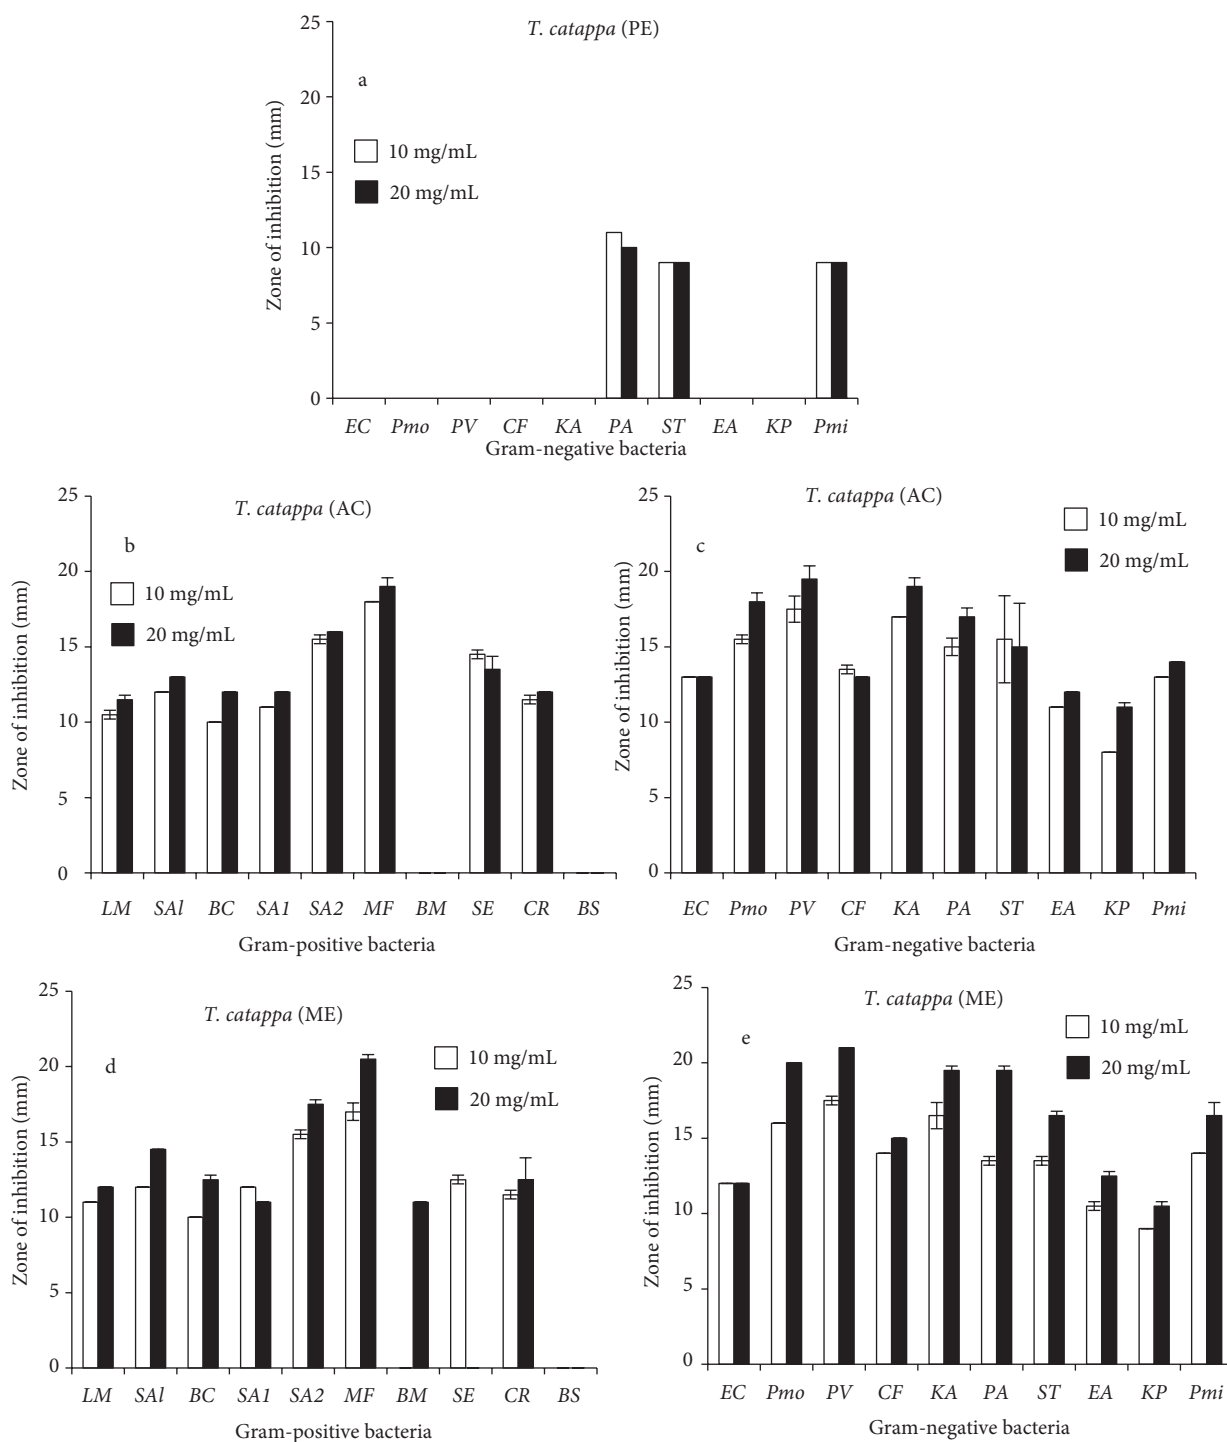 T. catappa (PE)
a
10 mg/mL
20 mg/mL
Zone of inhibition (mm)
25
20
15
10
5
0
EC Pmo PV CF KA PA ST EA KP Pmi
Gram-negative bacteria
T. catappa (AC)
b
10 mg/mL
20 mg/mL
Zone of inhibition (mm)
25
20
15
10
5
0
LM SAl BC SA1 SA2 MF BM SE CR BS
Gram-positive bacteria
T. catappa (AC)
c
10 mg/mL
20 mg/mL
Zone of inhibition (mm)
25
20
15
10
5
0
EC Pmo PV CF KA PA ST EA KP Pmi
Gram-negative bacteria
T. catappa (ME)
d
10 mg/mL
20 mg/mL
Zone of inhibition (mm)
25
20
15
10
5
0
LM SAl BC SA1 SA2 MF BM SE CR BS
Gram-positive bacteria
T. catappa (ME)
e
10 mg/mL
20 mg/mL
Zone of inhibition (mm)
25
20
15
10
5
0
EC Pmo PV CF KA PA ST EA KP Pmi
Gram-negative bacteria